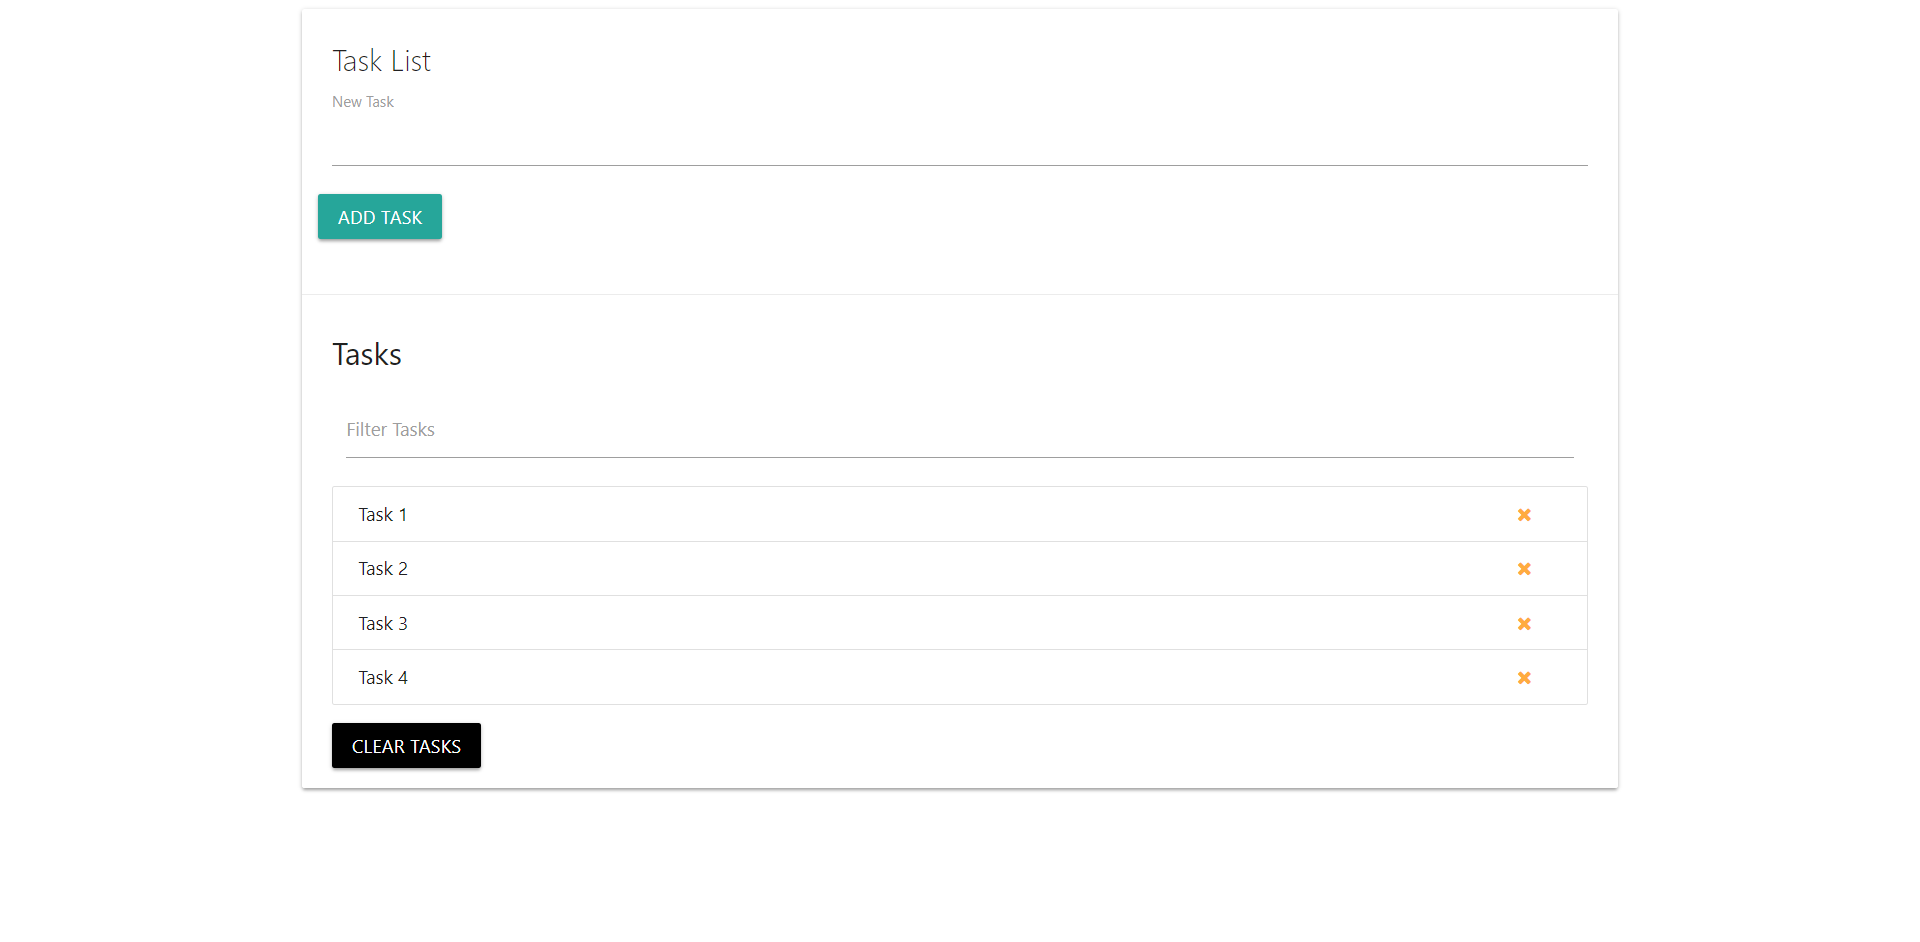 Task List
New Task
ADD TASK
Tasks
Filter Tasks
Task 1
Task 2
Task 3
Task 4
CLEAR TASKS